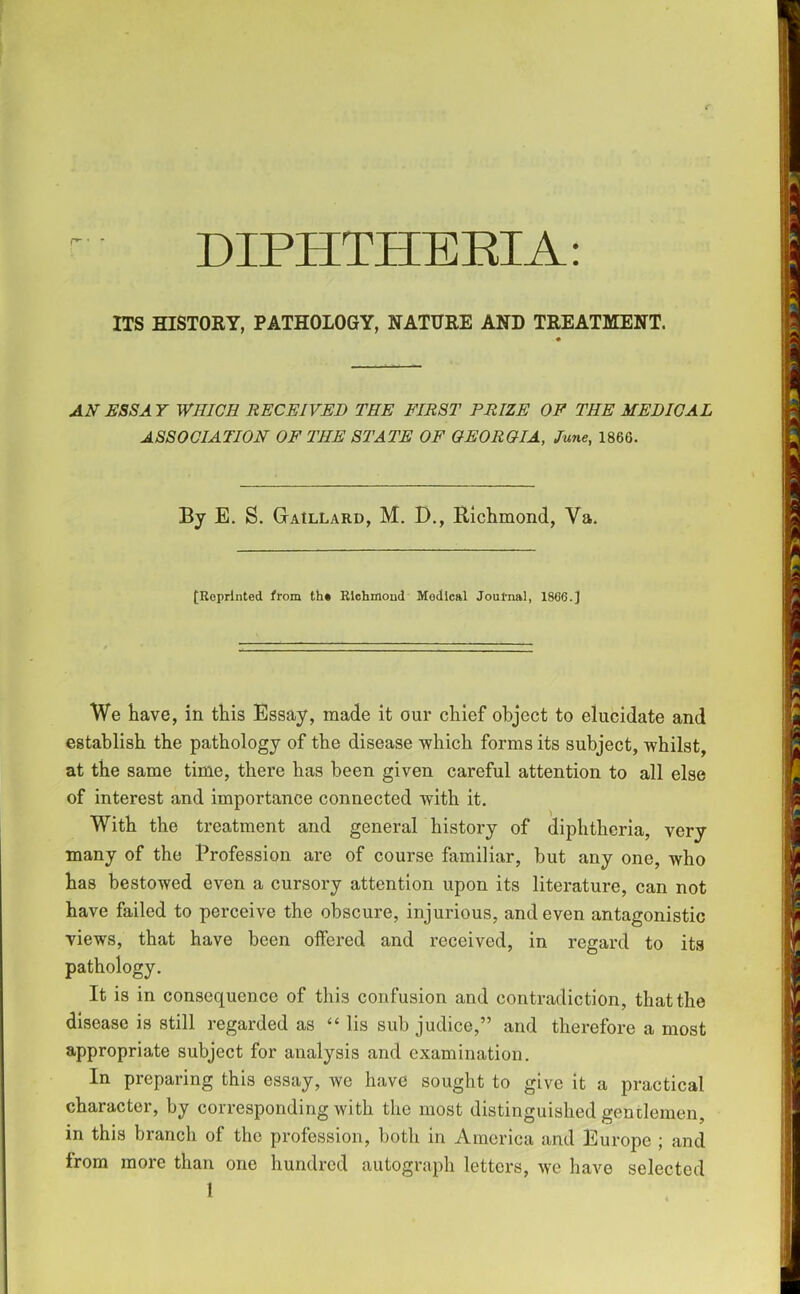 DIPHTHERIA:
ITS HISTORY, PATHOLOGY, NATURE AND TREATMENT.
AN ESSAY WHICH RECEIVED THE FIRST PRIZE OF THE MEDICAL
ASSOCIATION OF THE STATE OF GEORGIA, June, 1866.
By E. S. GAILLARD, M. D., Richmond, Va.
[Reprinted from the Richmond Medical Journal, 1866.]
We have, in this Essay, made it our chief object to elucidate and
establish the pathology of the disease which forms its subject, whilst,
at the same time, there has been given careful attention to all else
of interest and importance connected with it.
With the treatment and general history of diphtheria, very
many of the Profession are of course familiar, but any one, who
has bestowed even a cursory attention upon its literature, can not
have failed to perceive the obscure, injurious, and even antagonistic
views, that have been offered and received, in regard to its
pathology.
It is in consequence of this confusion and contradiction, that the
disease is still regarded as “ lis sub judice,” and therefore a most
appropriate subject for analysis and examination.
In preparing this essay, we have sought to give it a practical
character, by corresponding with the most distinguished gentlemen,
in this branch of the profession, both in America and Europe ; and
from more than one hundred autograph letters, we have selected
1